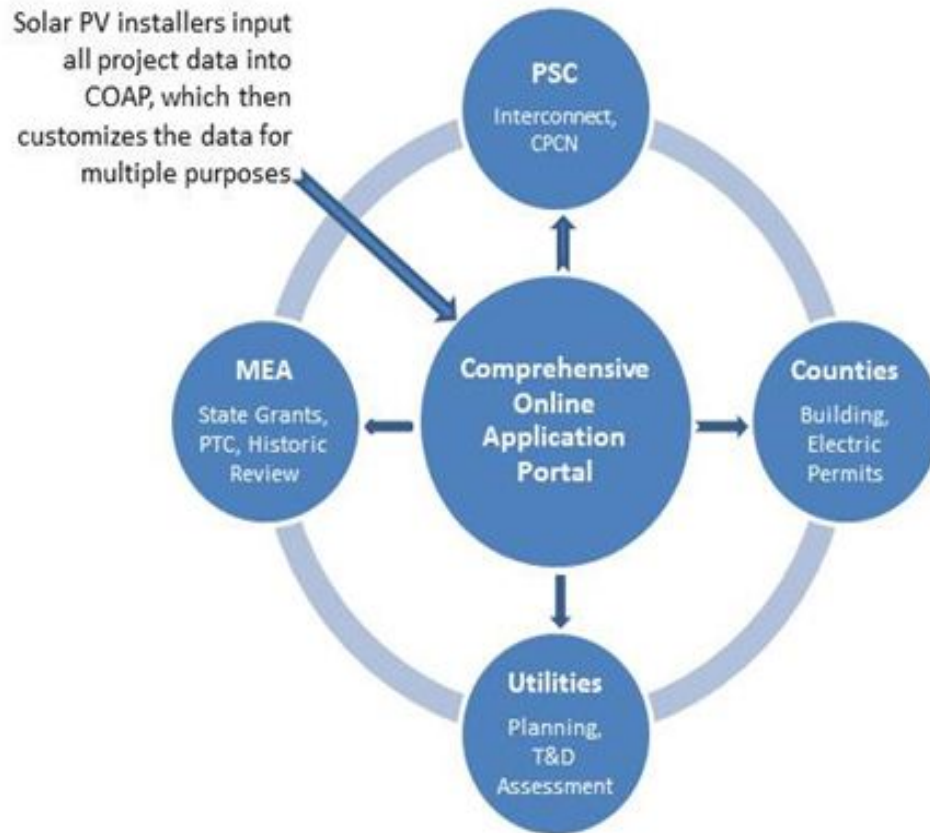 Solar PV installers input
all project data into
COAP, which then
customizes the data for
multiple purposes
PSC
Interconnect,
CPCN
MEA
State Grants,
PTC, Historic
Review
Comprehensive
Online
Application
Portal
Counties
Building,
Electric
Permits
Utilities
Planning,
T&D
Assessment